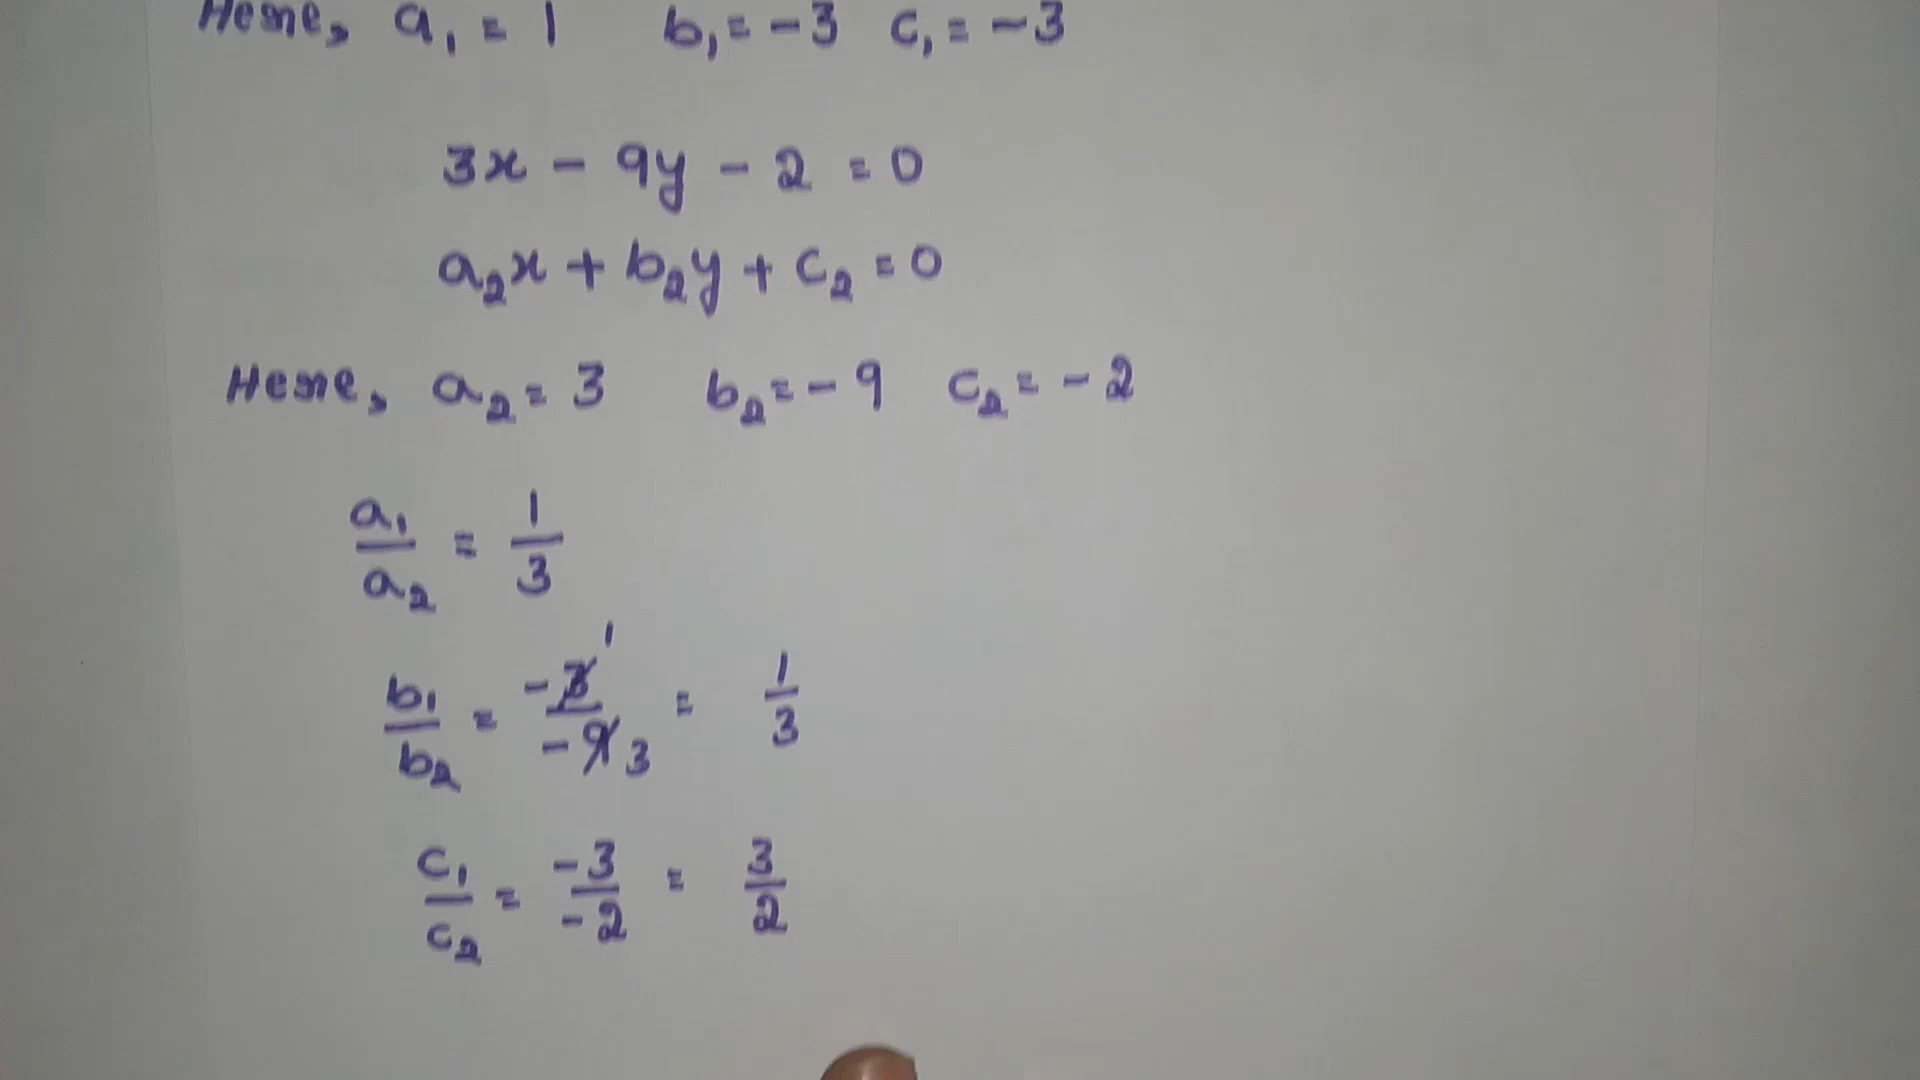 Here, a₁ = 1 b₁ = -3 c₁ = -3
3x - 9y - 2 = 0
a₂x + b₂y + c₂ = 0
Here, a₂ = 3 b₂ = -9 c₂ = -2
a₁/a₂ = 1/3
b₁/b₂ = -3 1/-9 3 = 1/3
c₁/c₂ = -3/-2 = 3/2